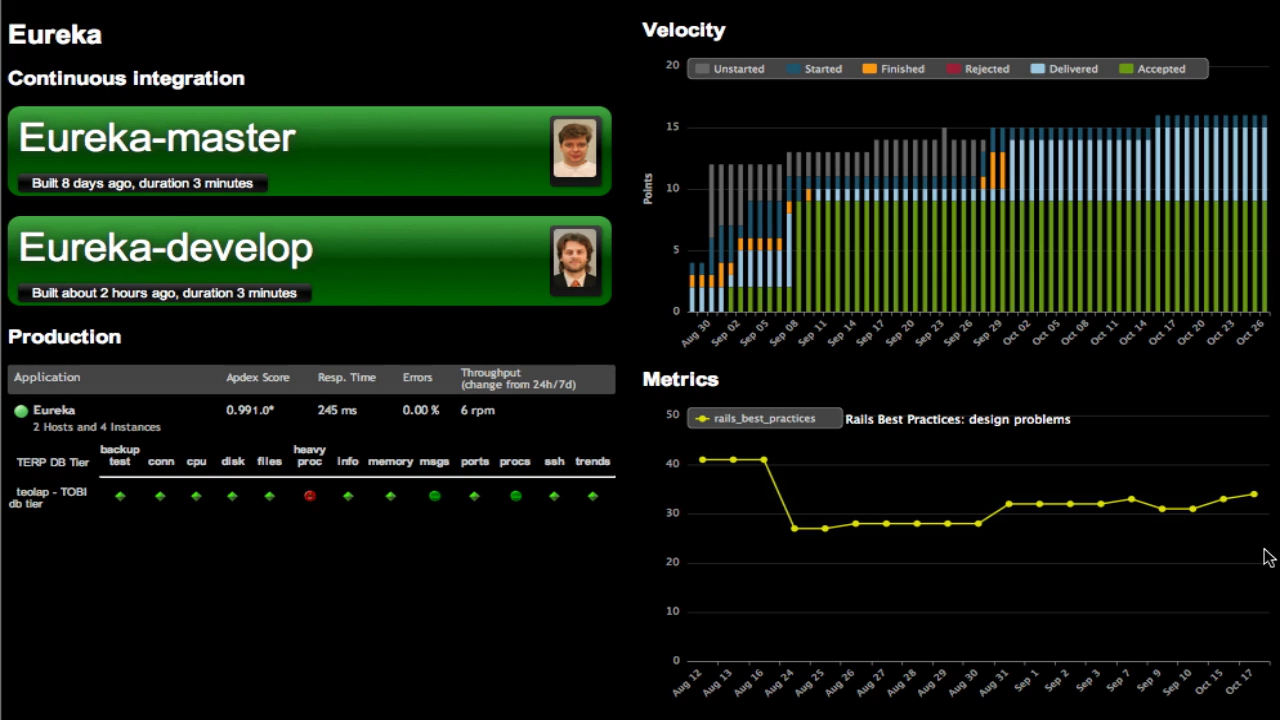 Eureka
Continuous integration
Eureka-master
Built 8 days ago, duration 3 minutes
Eureka-develop
Built about 2 hours ago, duration 3 minutes
Production
Application Apdex Score Resp. Time Errors Throughput (change from 24h/7d)
Eureka 0.991.0* 245 ms 0.00 % 6 rpm
2 Hosts and 4 Instances
TERP DB Tier backup test conn cpu disk files heavy proc info memory msgs ports procs ssh trends
teolap - TOBI
db tier
Velocity
Unstarted Started Finished Rejected Delivered Accepted
20
15
10
5
0
Points
Aug 30 Sep 02 Sep 05 Sep 08 Sep 11 Sep 14 Sep 17 Sep 20 Sep 23 Sep 26 Sep 29 Oct 02 Oct 05 Oct 08 Oct 11 Oct 14 Oct 17 Oct 20 Oct 23 Oct 26
Metrics
rails_best_practices Rails Best Practices: design problems
50
40
30
20
10
0
Aug 12 Aug 13 Aug 16 Aug 24 Aug 25 Aug 26 Aug 27 Aug 28 Aug 29 Aug 30 Aug 31 Sep 1 Sep 2 Sep 3 Sep 7 Sep 9 Sep 10 Oct 15 Oct 17